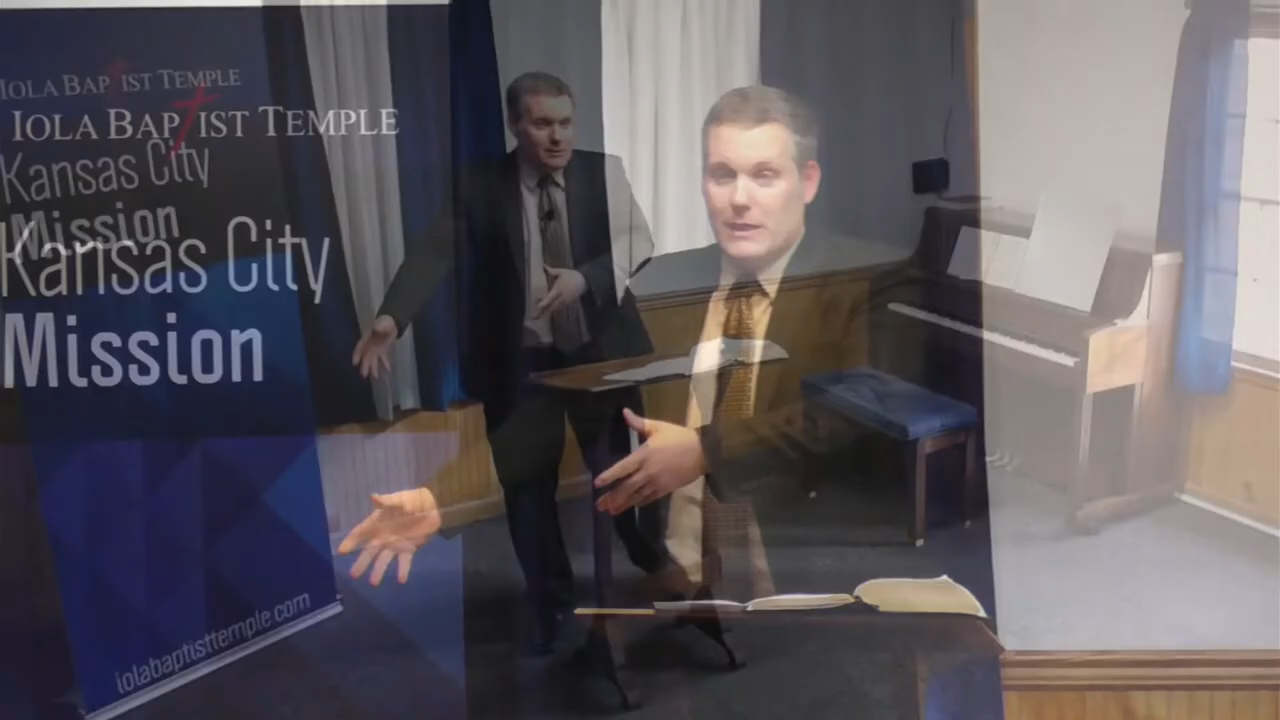 IOLA BAPTIST TEMPLE
IOLA BAPTIST TEMPLE
Kansas City
Mission
Kansas City
Mission
iolabaptisttemple.com